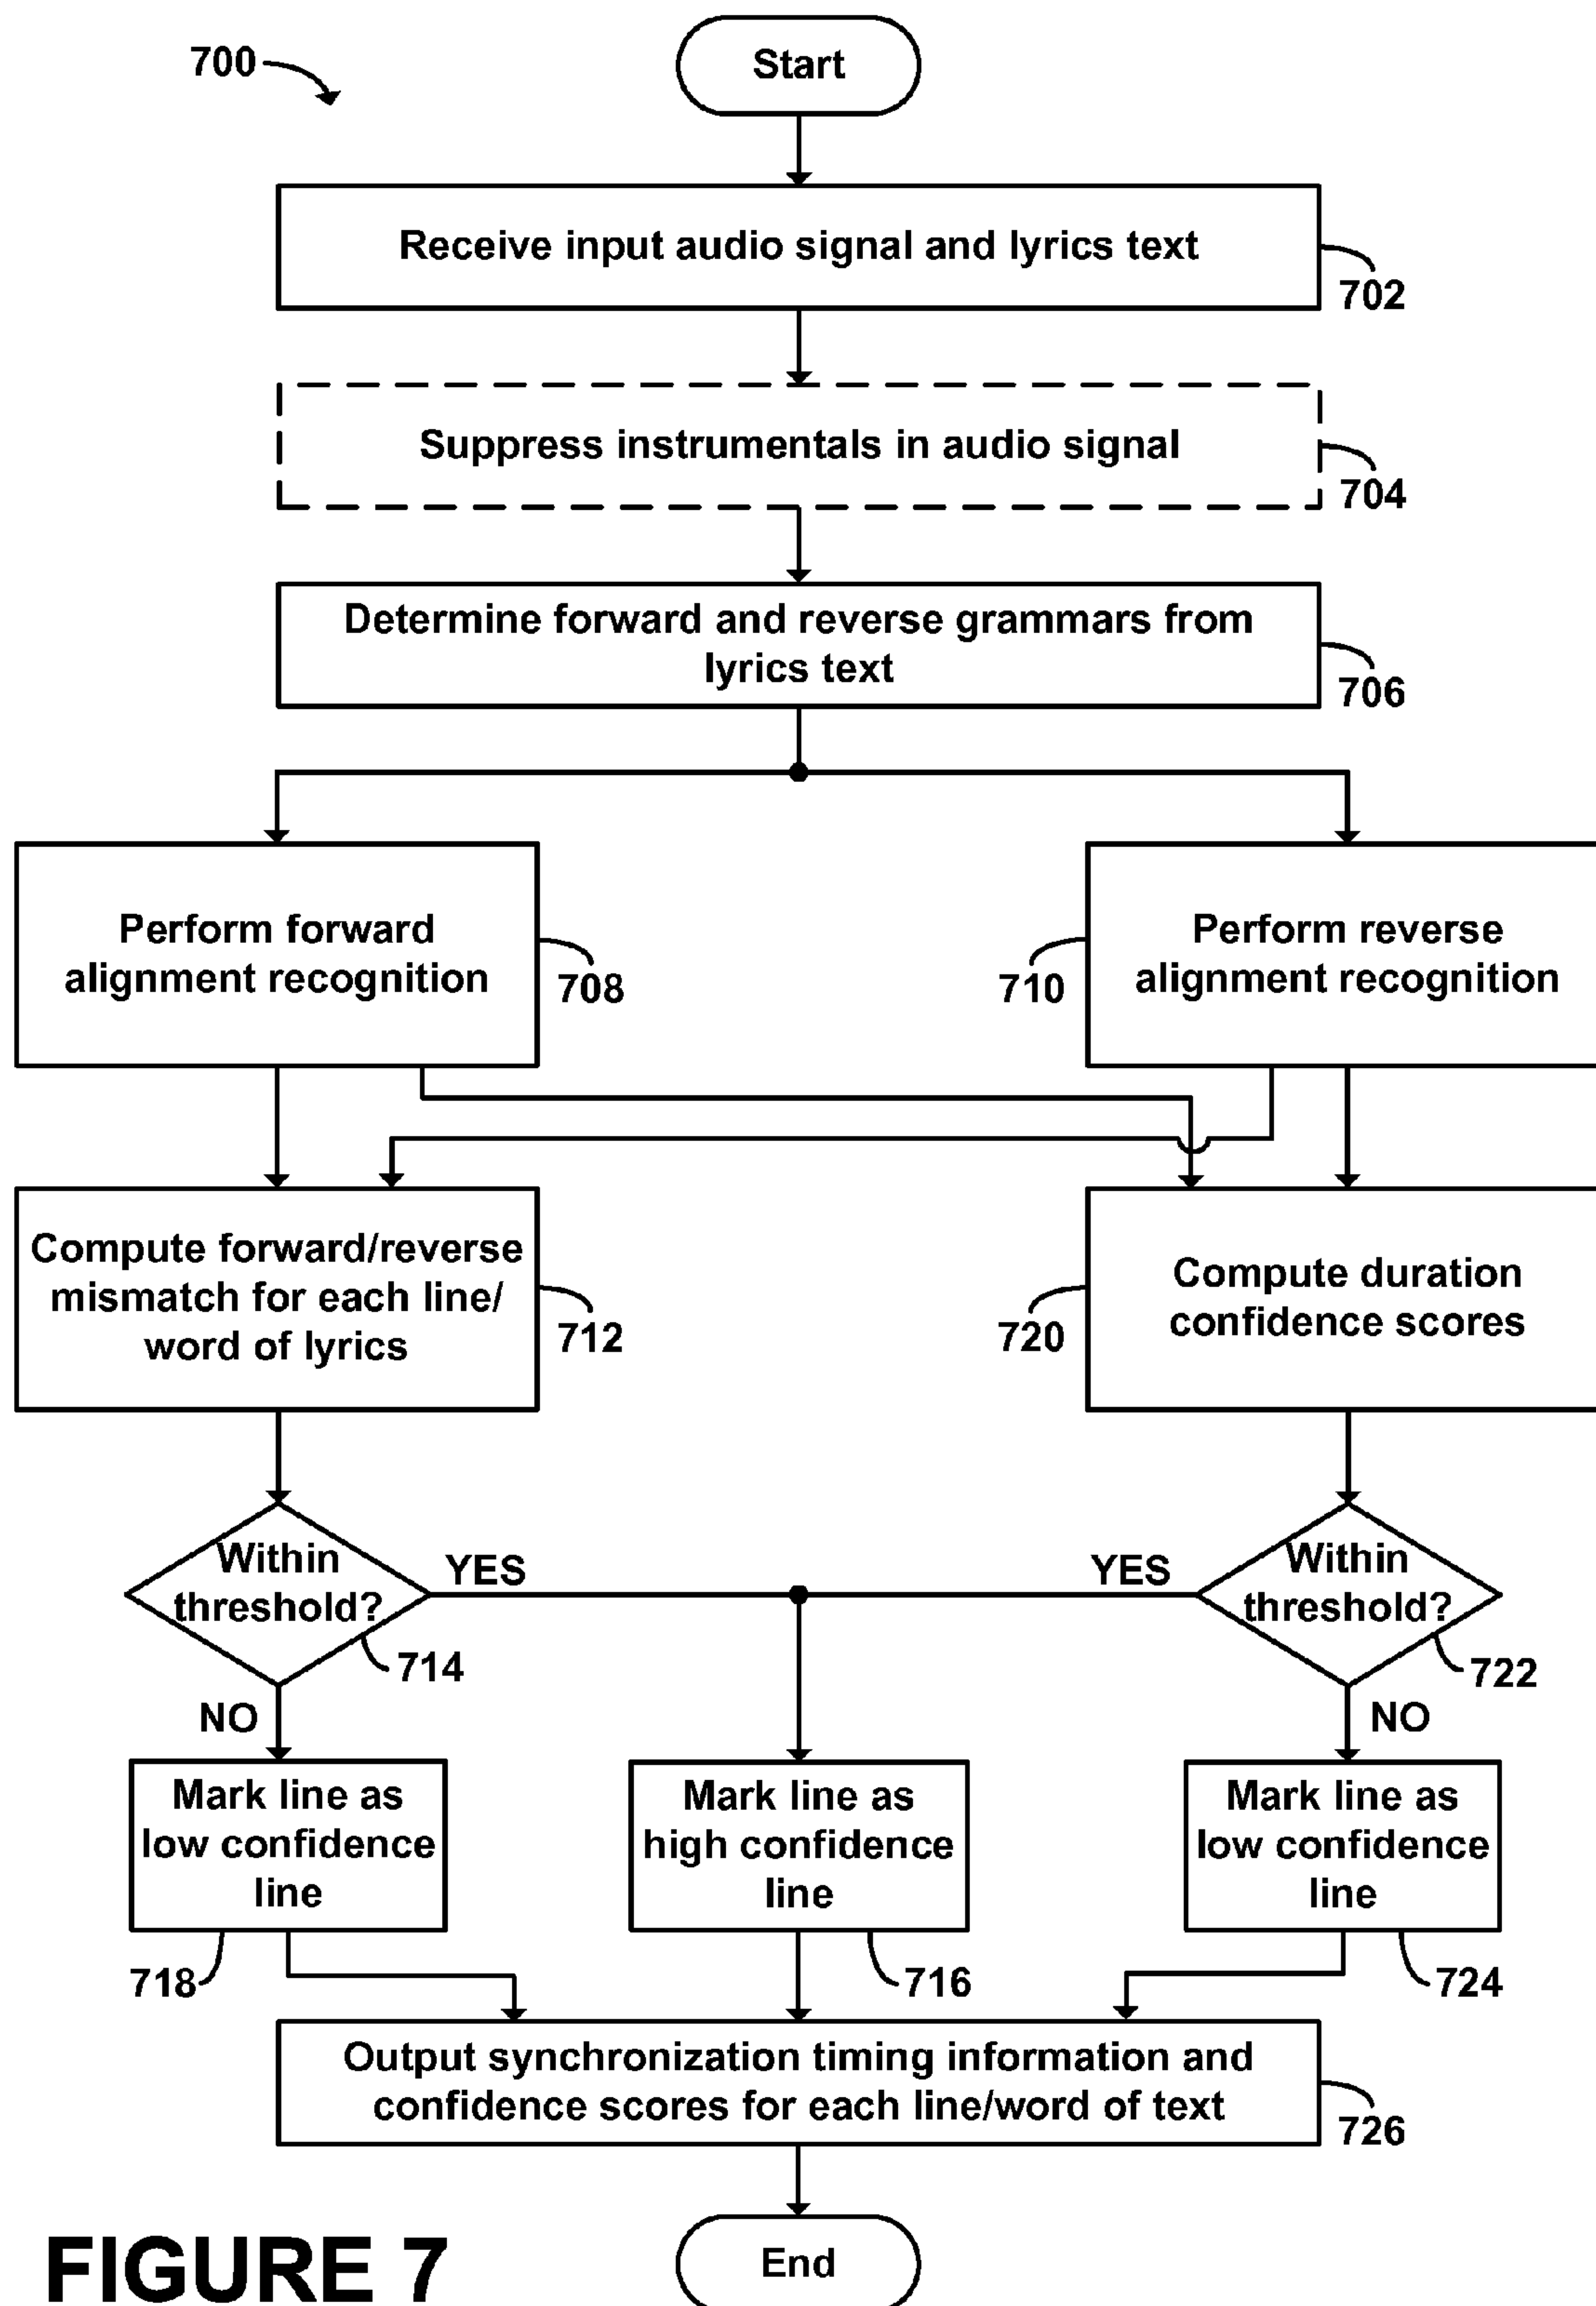 700
Start
Receive input audio signal and lyrics text
702
Suppress instrumentals in audio signal
704
Determine forward and reverse grammars from
lyrics text
706
Perform forward
alignment recognition
708
Perform reverse
alignment recognition
710
Compute forward/reverse
mismatch for each line/
word of lyrics
712
Compute duration
confidence scores
720
Within
threshold?
YES
714
NO
Within
threshold?
YES
722
NO
Mark line as
low confidence
line
718
Mark line as
high confidence
line
716
Mark line as
low confidence
line
724
Output synchronization timing information and
confidence scores for each line/word of text
726
End
FIGURE 7